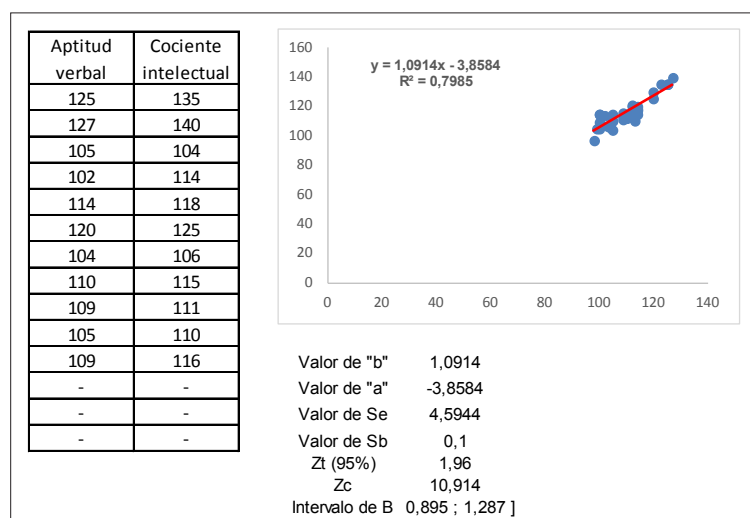 Aptitud verbal Cociente intelectual
125 135
127 140
105 104
102 114
114 118
120 125
104 106
110 115
109 111
105 110
109 116
- -
- -
- -
y = 1,0914x - 3,8584
R² = 0,7985
160
140
120
100
80
60
40
20
0
0 20 40 60 80 100 120 140
Valor de "b" 1,0914
Valor de "a" -3,8584
Valor de Se 4,5944
Valor de Sb 0,1
Zt (95%) 1,96
Zc 10,914
Intervalo de B 0,895 ; 1,287 ]